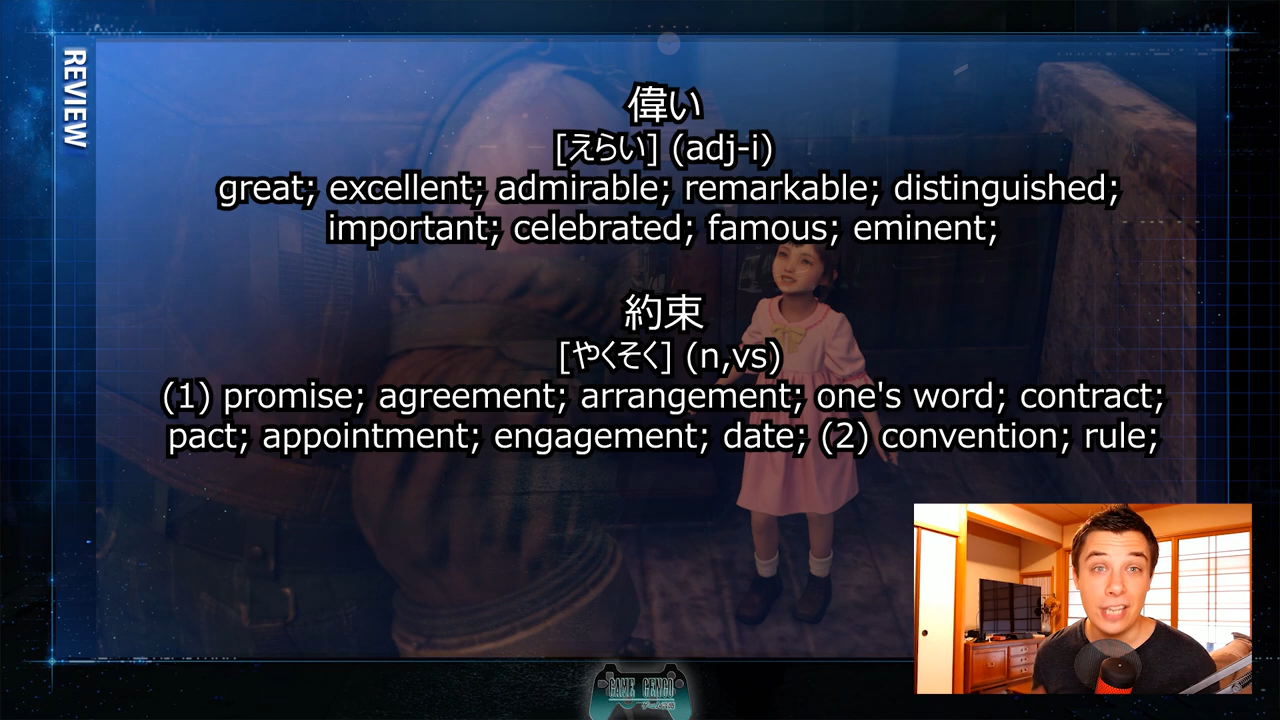 REVIEW
偉い
[えらい] (adj-i)
great; excellent; admirable; remarkable; distinguished;
important; celebrated; famous; eminent;
約束
[やくそく] (n,vs)
(1) promise; agreement; arrangement; one's word; contract;
pact; appointment; engagement; date; (2) convention; rule;
GAME GENGO